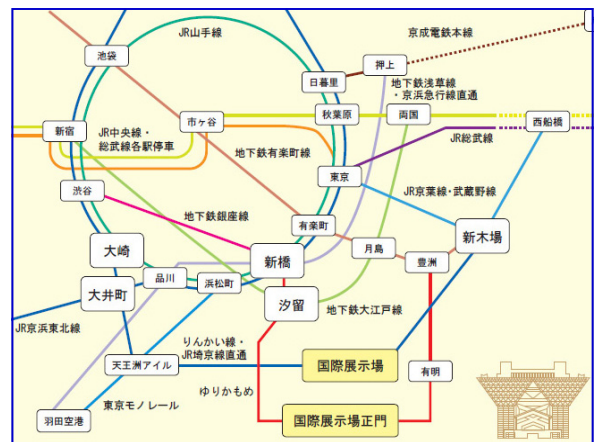 JR山手線
京成電鉄本線
池袋
押上
日暮里
地下鉄浅草線
・京浜急行線直通
新宿
市ヶ谷
秋葉原
両国
西船橋
JR中央線・
総武線各駅停車
地下鉄有楽町線
JR総武線
東京
渋谷
JR京葉線・武蔵野線
地下鉄銀座線
有楽町
新木場
大崎
新橋
月島
豊洲
品川
浜松町
大井町
汐留
地下鉄大江戸線
JR京浜東北線
りんかい線・
JR埼京線直通
天王洲アイル
国際展示場
有明
東京モノレール
ゆりかもめ
羽田空港
国際展示場正門